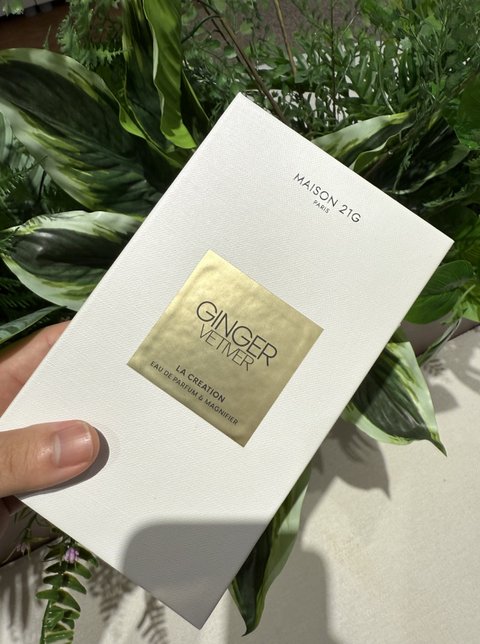 MAISON 21G
PARIS
GINGER
VETIVER
LA CREATION
EAU DE PARFUM & MAGNIFIER